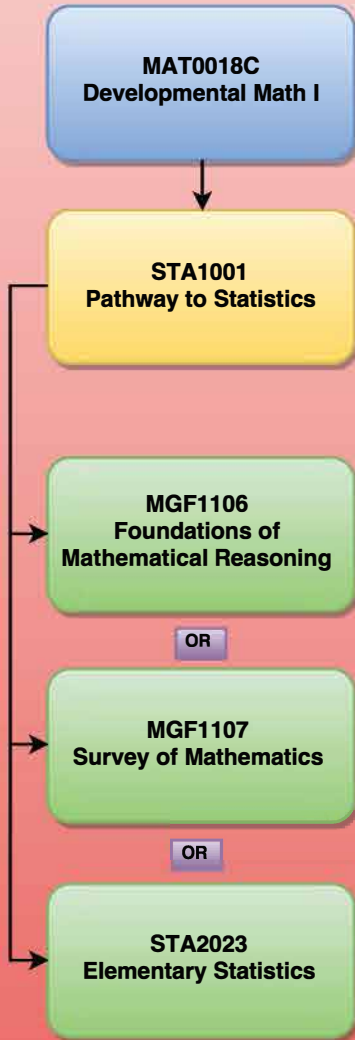 MAT0018C
Developmental Math I
STA1001
Pathway to Statistics
MGF1106
Foundations of
Mathematical Reasoning
OR
MGF1107
Survey of Mathematics
OR
STA2023
Elementary Statistics